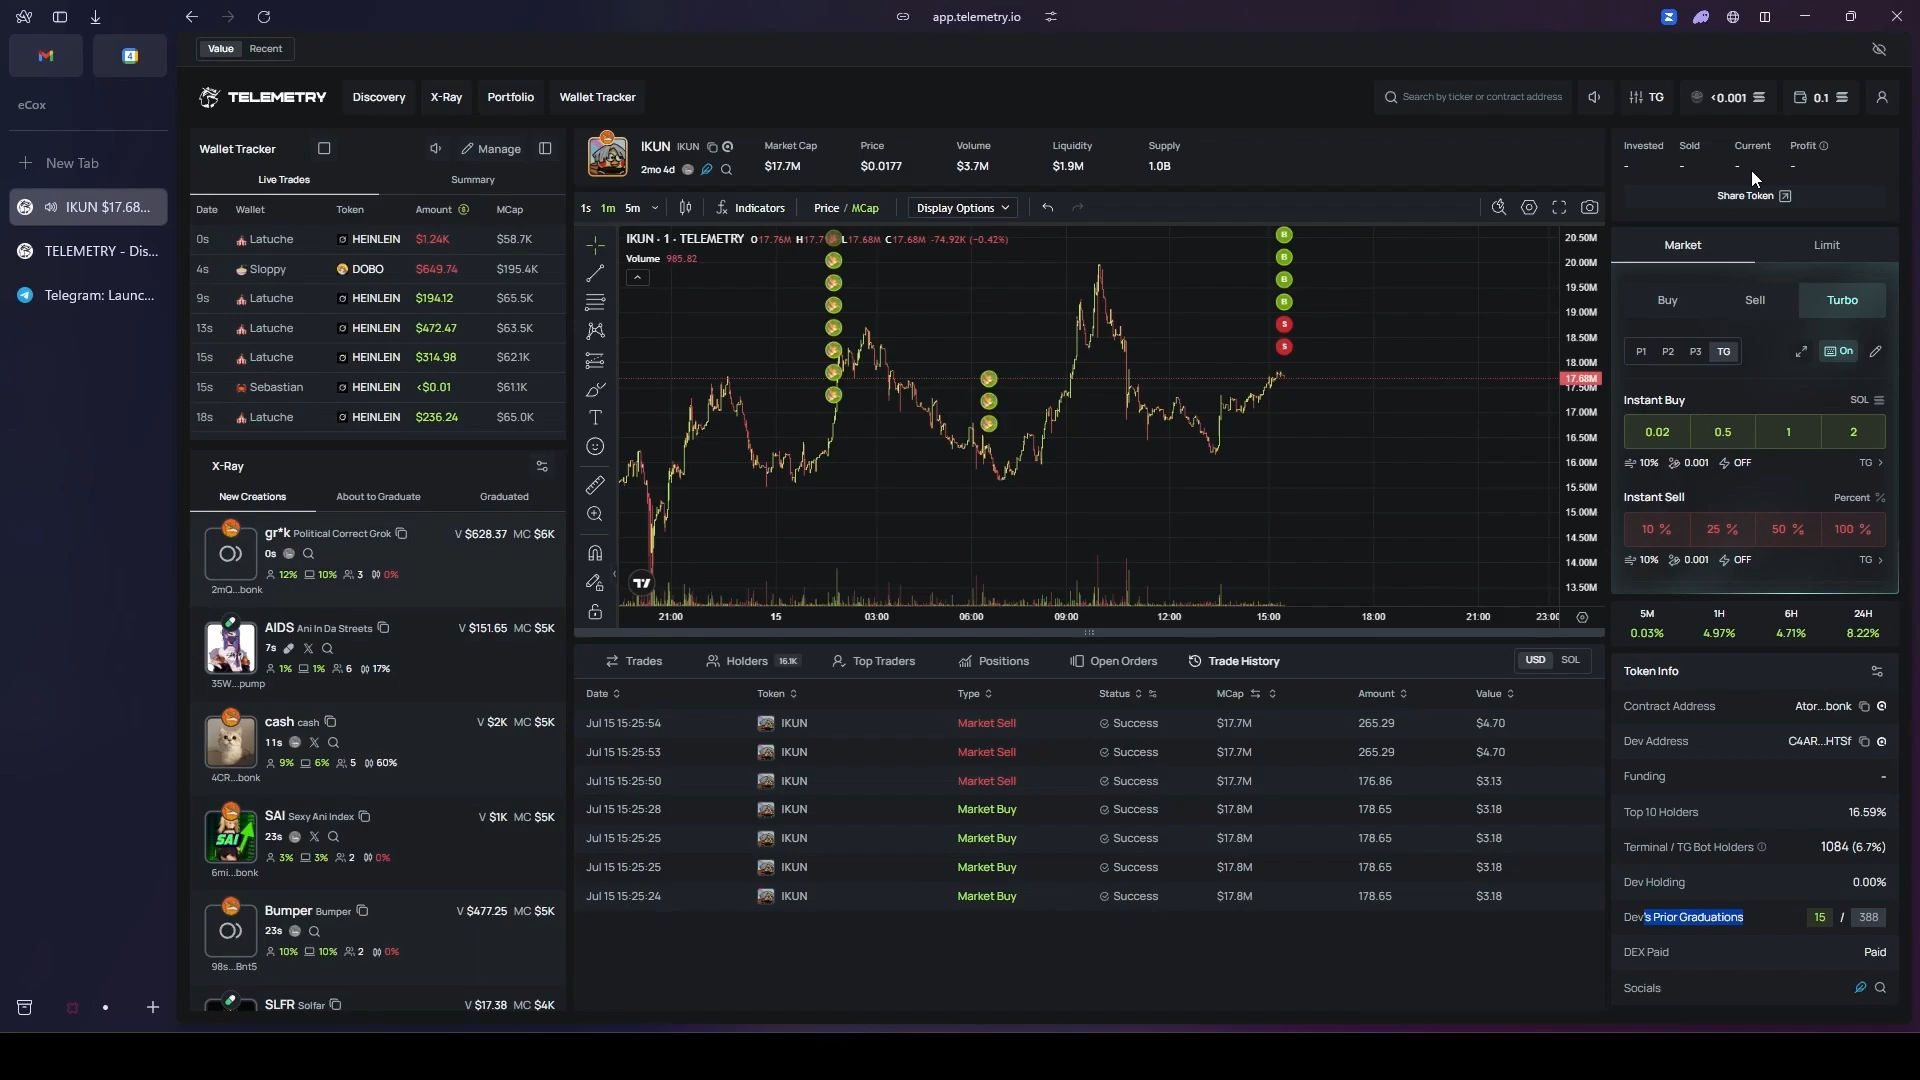 app.telemetry.io
Value Recent
eCox
TELEMETRY Discovery X-Ray Portfolio Wallet Tracker
Search by ticker or contract address
TG <0.001 0.1
New Tab
IKUN $17.68...
TELEMETRY - Dis...
Telegram: Launc...
Wallet Tracker Manage
Live Trades Summary
Date Wallet Token Amount MCap
0s Latuche HEINLEIN $1.24K $58.7K
4s Sloppy DOBO $649.74 $195.4K
9s Latuche HEINLEIN $194.12 $65.5K
13s Latuche HEINLEIN $472.47 $63.5K
15s Latuche HEINLEIN $314.98 $62.1K
15s Sebastian HEINLEIN <$0.01 $61.1K
18s Latuche HEINLEIN $236.24 $65.0K
X-Ray
New Creations About to Graduate Graduated
gr*k Political Correct Grok V $628.37 MC $6K
0s
12% 10% 3 0%
2mQ...bonk
AIDS Ani In Da Streets V $151.65 MC $5K
7s
1% 1% 6 17%
35W...pump
cash cash V $2K MC $5K
11s
9% 6% 5 60%
4CR...bonk
SAI Sexy Ani Index V $1K MC $5K
23s
3% 3% 2 0%
6mi...bonk
Bumper Bumper V $477.25 MC $5K
23s
10% 10% 2 0%
98s...Bnt5
SLFR Solfar V $17.38 MC $4K
IKUN IKUN Market Cap Price Volume Liquidity Supply
2mo 4d $17.7M $0.0177 $3.7M $1.9M 1.0B
1s 1m 5m Indicators Price / MCap Display Options
IKUN · 1 · TELEMETRY O17.76M L17.68M C17.68M -74.92K (-0.42%)
Volume 985.82
B
B
B
B
S
S
20.50M
20.00M
19.50M
19.00M
18.50M
18.00M
17.68M
17.50M
17.00M
16.50M
16.00M
15.50M
15.00M
14.50M
14.00M
13.50M
21:00 15 03:00 06:00 09:00 12:00 15:00 18:00 21:00 23:00
Trades Holders 16.1K Top Traders Positions Open Orders Trade History USD SOL
Date Token Type Status MCap Amount Value
Jul 15 15:25:54 IKUN Market Sell Success $17.7M 265.29 $4.70
Jul 15 15:25:53 IKUN Market Sell Success $17.7M 265.29 $4.70
Jul 15 15:25:50 IKUN Market Sell Success $17.7M 176.86 $3.13
Jul 15 15:25:28 IKUN Market Buy Success $17.8M 178.65 $3.18
Jul 15 15:25:25 IKUN Market Buy Success $17.8M 178.65 $3.18
Jul 15 15:25:25 IKUN Market Buy Success $17.8M 178.65 $3.18
Jul 15 15:25:24 IKUN Market Buy Success $17.8M 178.65 $3.18
Invested Sold Current Profit
- - - -
Share Token
Market Limit
Buy Sell Turbo
P1 P2 P3 TG On
Instant Buy SOL
0.02 0.5 1 2
10% 0.001 OFF TG >
Instant Sell Percent %
10 % 25 % 50 % 100 %
10% 0.001 OFF TG >
5M 1H 6H 24H
0.03% 4.97% 4.71% 8.22%
Token Info
Contract Address Ator...bonk
Dev Address C4AR...HTSf
Funding -
Top 10 Holders 16.59%
Terminal / TG Bot Holders 1084 (6.7%)
Dev Holding 0.00%
Dev's Prior Graduations 15 / 388
DEX Paid Paid
Socials